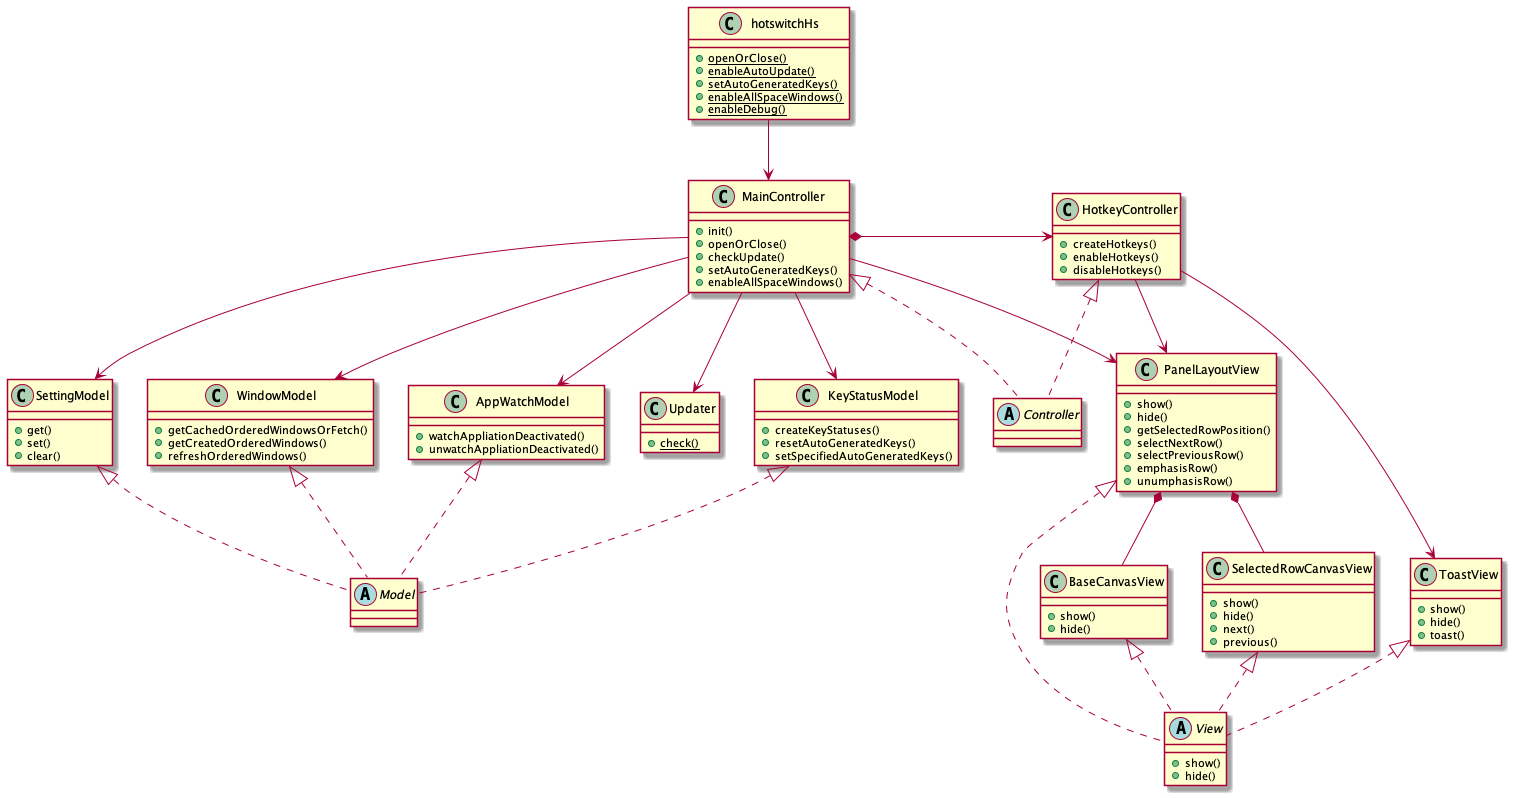 C hotswitchHs
openOrClose()
enableAutoUpdate()
setAutoGeneratedKeys()
enableAllSpaceWindows()
enableDebug()
C MainController
init()
openOrClose()
checkUpdate()
setAutoGeneratedKeys()
enableAllSpaceWindows()
C HotkeyController
createHotkeys()
enableHotkeys()
disableHotkeys()
C SettingModel
get()
set()
clear()
C WindowModel
getCachedOrderedWindowsOrFetch()
getCreatedOrderedWindows()
refreshOrderedWindows()
C AppWatchModel
watchAppliationDeactivated()
unwatchAppliationDeactivated()
C Updater
check()
C KeyStatusModel
createKeyStatuses()
resetAutoGeneratedKeys()
setSpecifiedAutoGeneratedKeys()
A Controller
C PanelLayoutView
show()
hide()
getSelectedRowPosition()
selectNextRow()
selectPreviousRow()
emphasisRow()
unumphasisRow()
A Model
C BaseCanvasView
show()
hide()
C SelectedRowCanvasView
show()
hide()
next()
previous()
C ToastView
show()
hide()
toast()
A View
show()
hide()